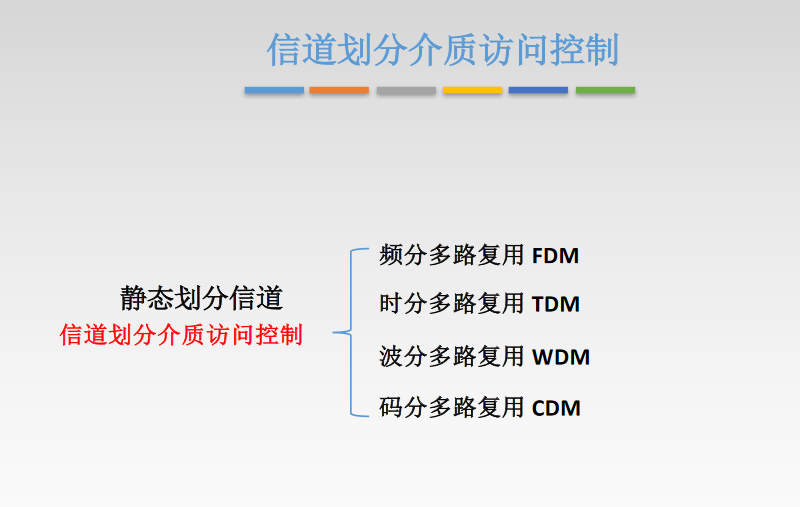 信道划分介质访问控制
静态划分信道
信道划分介质访问控制
频分多路复用 FDM
时分多路复用 TDM
波分多路复用 WDM
码分多路复用 CDM